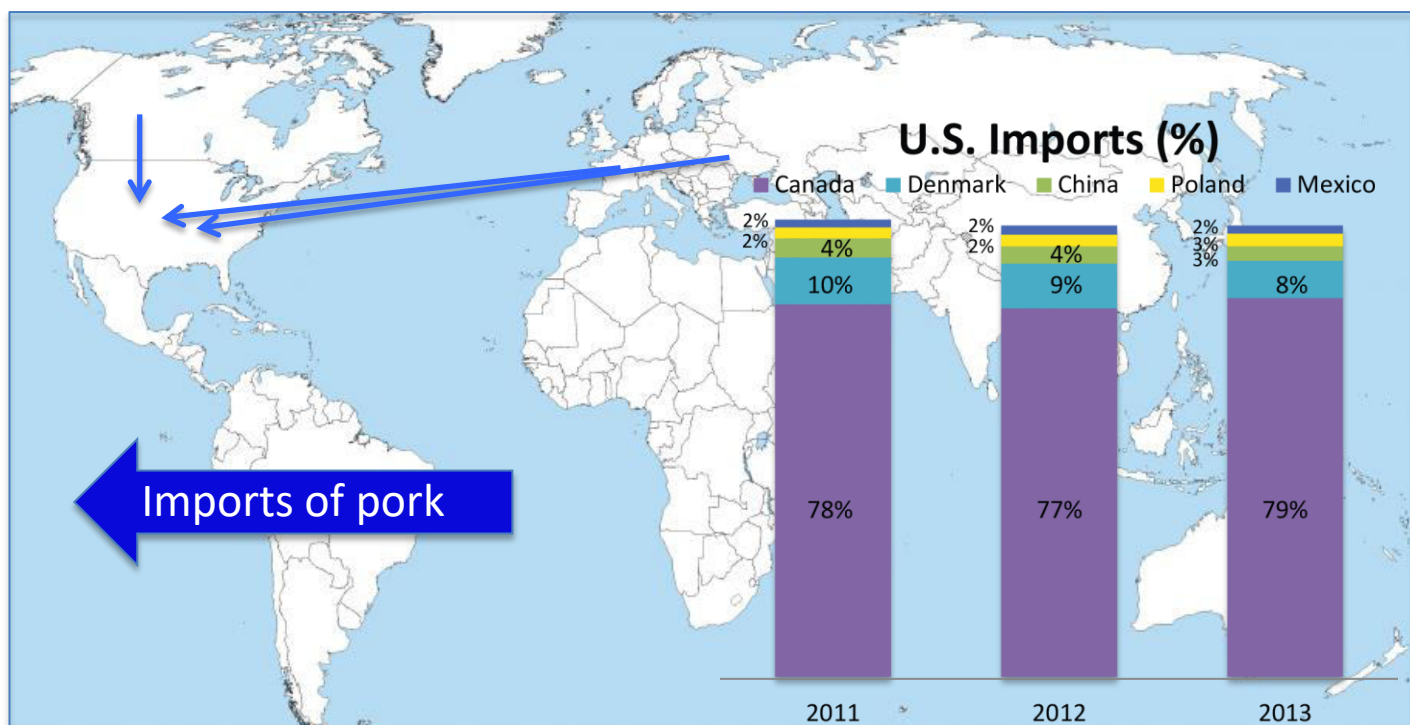 U.S. Imports (%)
Canada Denmark China Poland Mexico
2% 2% 2%
2% 2% 3%
4% 4% 3%
10% 9% 8%
Imports of pork
78% 77% 79%
2011 2012 2013